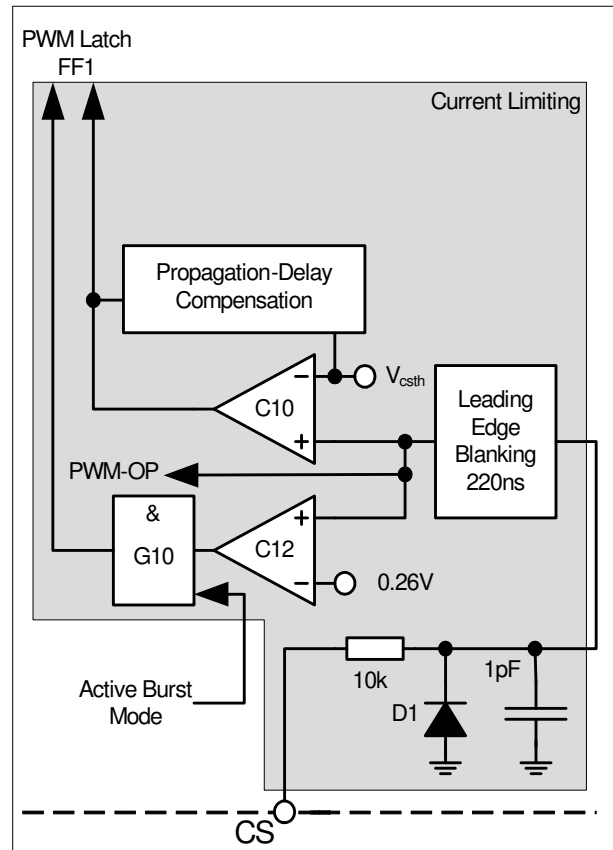 PWM Latch
FF1
Current Limiting
Propagation-Delay
Compensation
Vcsth
C10
Leading
Edge
Blanking
220ns
PWM-OP
&
G10
C12
0.26V
10k
1pF
D1
Active Burst
Mode
CS